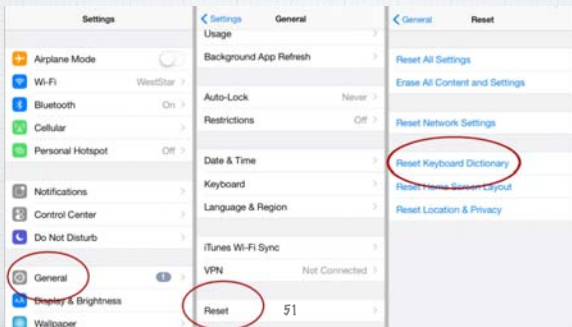 Settings
Airplane Mode
Wi-Fi WestStar
Bluetooth On
Cellular
Personal Hotspot Off
Notifications
Control Center
Do Not Disturb
General 1
AA Display & Brightness
Wallpaper
Settings General
Usage
Background App Refresh
Auto-Lock Never
Restrictions Off
Date & Time
Keyboard
Language & Region
iTunes Wi-Fi Sync
VPN Not Connected
Reset 51
General Reset
Reset All Settings
Erase All Content and Settings
Reset Network Settings
Reset Keyboard Dictionary
Reset Home Screen Layout
Reset Location & Privacy